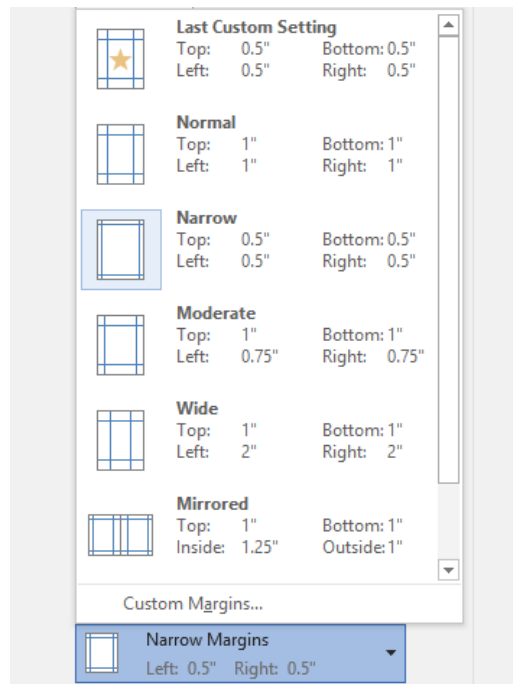 Last Custom Setting
Top: 0.5" Bottom: 0.5"
Left: 0.5" Right: 0.5"
Normal
Top: 1" Bottom: 1"
Left: 1" Right: 1"
Narrow
Top: 0.5" Bottom: 0.5"
Left: 0.5" Right: 0.5"
Moderate
Top: 1" Bottom: 1"
Left: 0.75" Right: 0.75"
Wide
Top: 1" Bottom: 1"
Left: 2" Right: 2"
Mirrored
Top: 1" Bottom: 1"
Inside: 1.25" Outside: 1"
Custom Margins...
Narrow Margins
Left: 0.5" Right: 0.5"